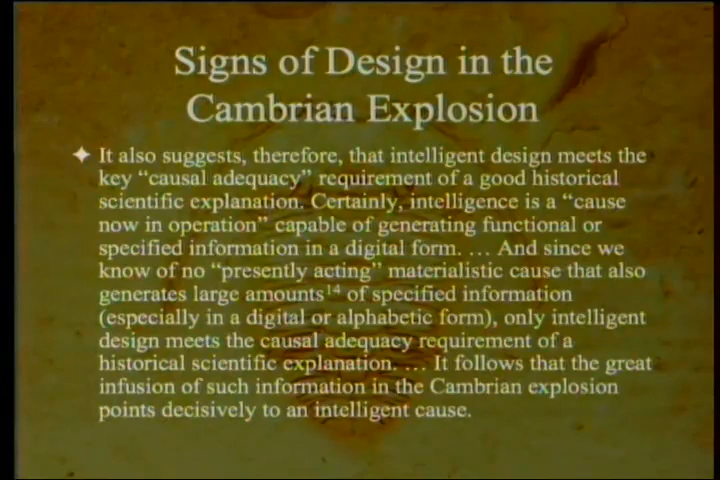 Signs of Design in the
Cambrian Explosion
✦ It also suggests, therefore, that intelligent design meets the
key “causal adequacy” requirement of a good historical
scientific explanation. Certainly, intelligence is a “cause
now in operation” capable of generating functional or
specified information in a digital form. … And since we
know of no “presently acting” materialistic cause that also
generates large amounts¹⁴ of specified information
(especially in a digital or alphabetic form), only intelligent
design meets the causal adequacy requirement of a
historical scientific explanation. … It follows that the great
infusion of such information in the Cambrian explosion
points decisively to an intelligent cause.